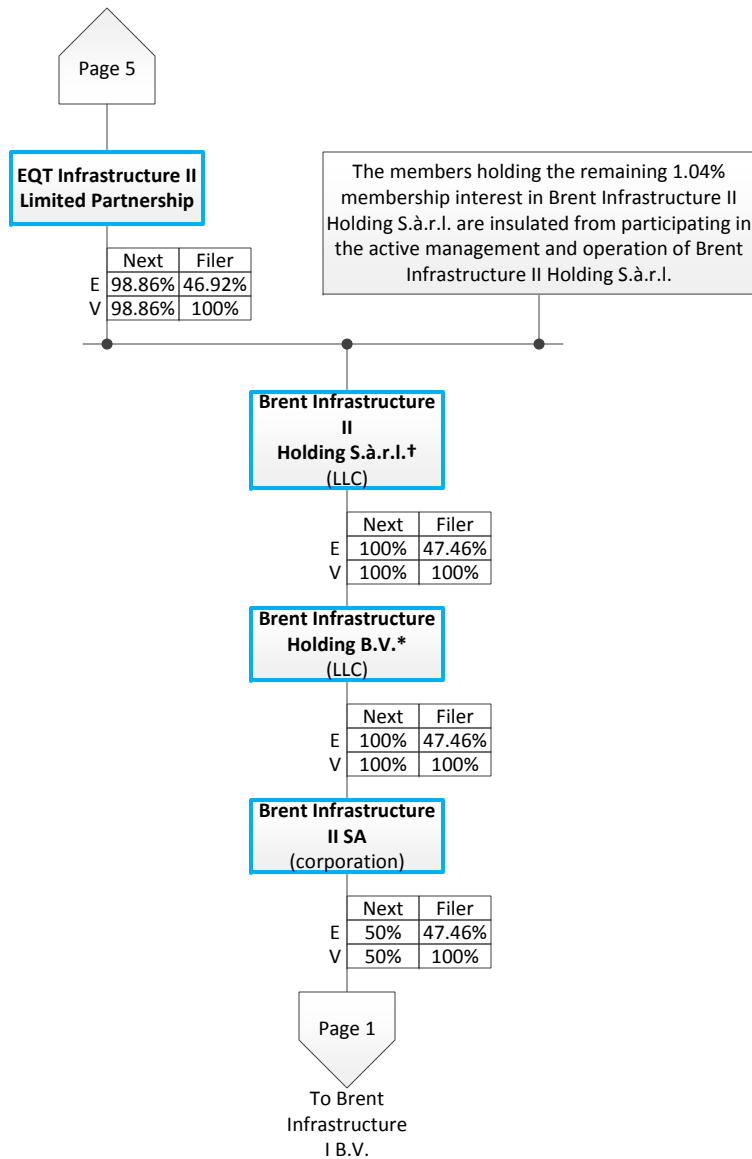 Page 5
EQT Infrastructure II
Limited Partnership
The members holding the remaining 1.04%
membership interest in Brent Infrastructure II
Holding S.à.r.l. are insulated from participating in
the active management and operation of Brent
Infrastructure II Holding S.à.r.l.
Next Filer
E 98.86% 46.92%
V 98.86% 100%
Brent Infrastructure
II
Holding S.à.r.l.†
(LLC)
Next Filer
E 100% 47.46%
V 100% 100%
Brent Infrastructure
Holding B.V.*
(LLC)
Next Filer
E 100% 47.46%
V 100% 100%
Brent Infrastructure
II SA
(corporation)
Next Filer
E 50% 47.46%
V 50% 100%
Page 1
To Brent
Infrastructure
I B.V.